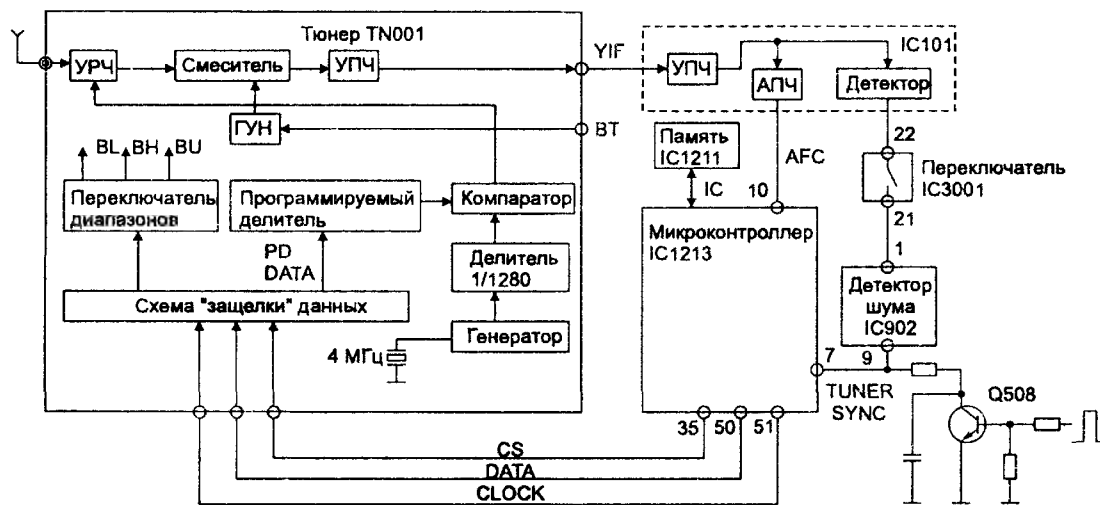 Тюнер TN001
УРЧ
Смеситель
УПЧ
YIF
УПЧ
IC101
АПЧ
Детектор
ГУН
BT
BL
BH
BU
Память
IC1211
AFC
22
Переключатель
IC3001
IC
10
21
Переключатель
диапазонов
Программируемый
делитель
Компаратор
Микроконтроллер
IC1213
1
PD
DATA
Делитель
1/1280
Детектор
шума
IC902
Схема "защелки" данных
Генератор
4 МГц
7
9
TUNER
SYNC
Q508
35
50
51
CS
DATA
CLOCK